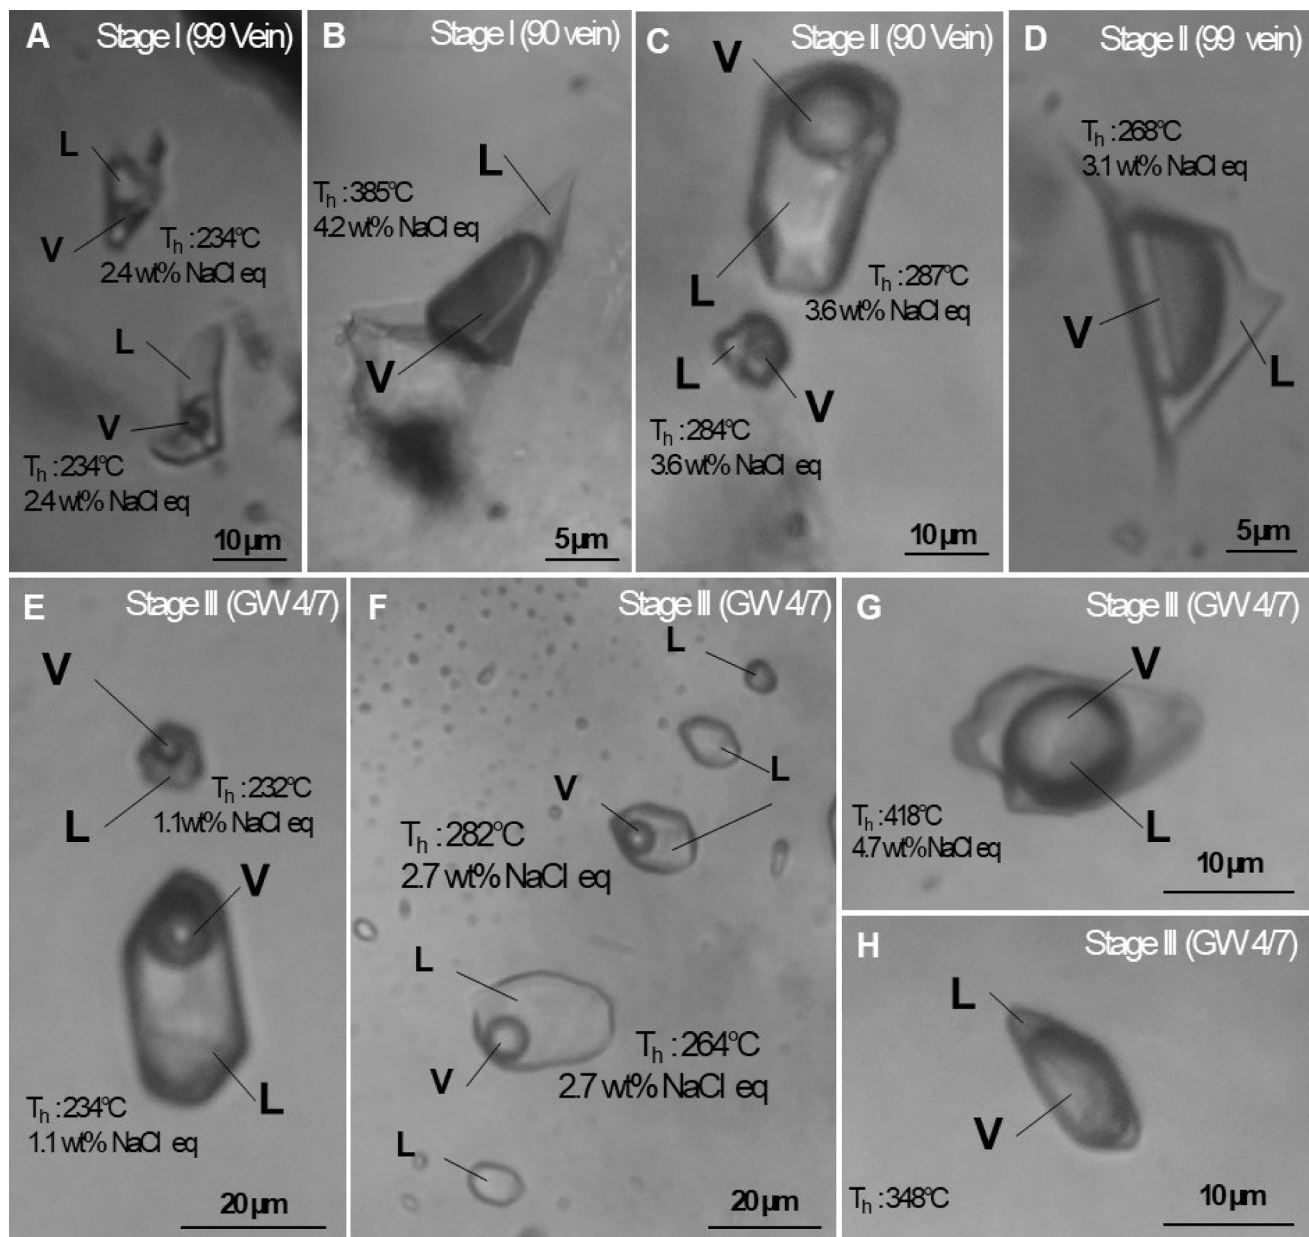 A Stage I (99 Vein)
L
V
Th : 234°C
2.4 wt% NaCl eq
L
V
Th : 234°C
2.4 wt% NaCl eq
10 µm
B Stage I (90 vein)
L
Th : 385°C
4.2 wt% NaCl eq
V
5µm
C Stage II (90 Vein)
V
L
Th : 287°C
3.6 wt% NaCl eq
L
V
Th : 284°C
3.6 wt% NaCl eq
10 µm
D Stage II (99 vein)
Th : 268°C
3.1 wt% NaCl eq
V
L
5µm
E Stage III (GW 4/7)
V
Th : 232°C
L
1.1wt% NaCl eq
V
L
Th : 234°C
1.1 wt% NaCl eq
20 µm
F Stage III (GW 4/7)
L
L
V
Th : 282°C
2.7 wt% NaCl eq
L
Th : 264°C
V
2.7 wt% NaCl eq
L
20 µm
G Stage III (GW 4/7)
V
Th : 418°C
L
4.7 wt% NaCl eq
10 µm
H Stage III (GW 4/7)
L
V
Th : 348°C
10 µm